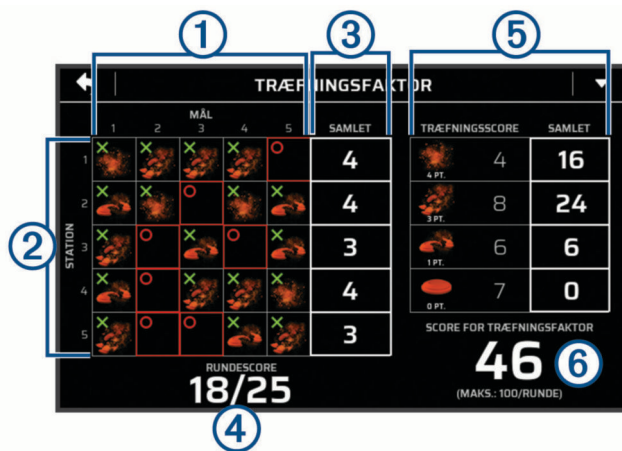 1
3
5
TRÆFNINGSFAKTOR
MÅL
1 2 3 4 5 SAMLET
TRÆFNINGSSCORE SAMLET
2
STATION
1 × × × × O 4
2 × × O × × 4
3 × O × O × 3
4 × O × × × 4
5 × O O × × 3
4 PT. 4 16
3 PT. 8 24
1 PT. 6 6
0 PT. 7 0
RUNDESCORE
18/25
4
SCORE FOR TRÆFNINGSFAKTOR
46
6
(MAKS.: 100/RUNDE)